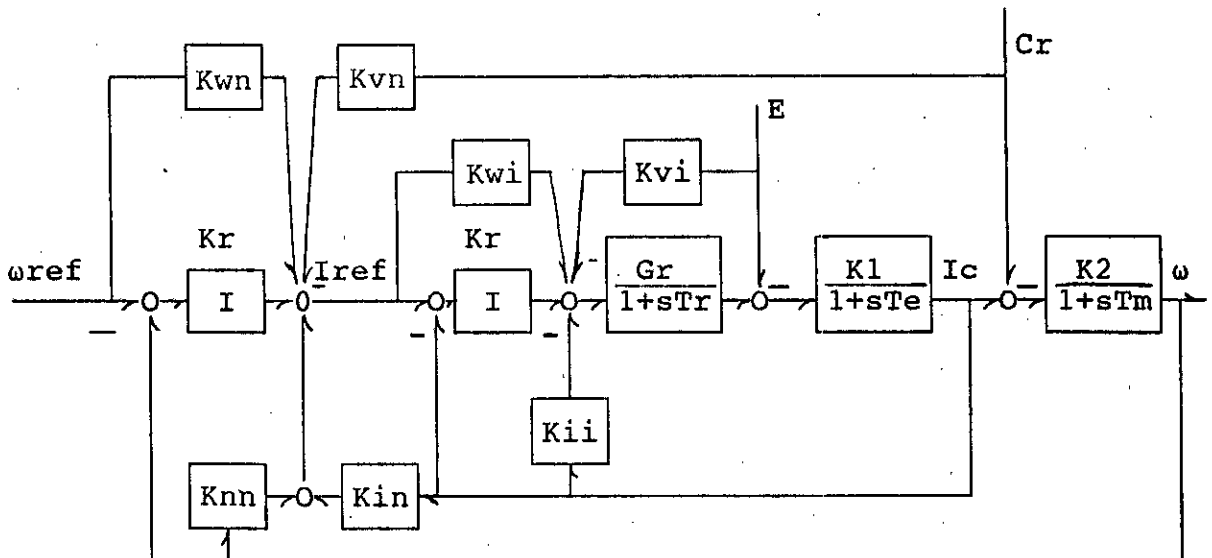 Cr
Kwn
Kvn
E
Kwi
Kvi
Kr
Kr
ωref
I
Iref
I
Gr
1+sTr
K1
1+sTe
Ic
K2
1+sTm
ω
Kii
Knn
Kin